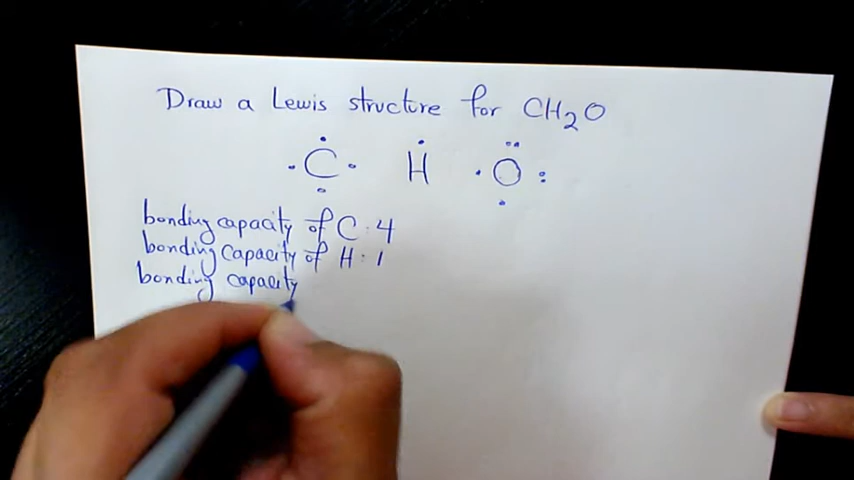 Draw a Lewis structure for CH₂O
C H O
bonding capacity of C : 4
bonding capacity of H : 1
bonding capacity